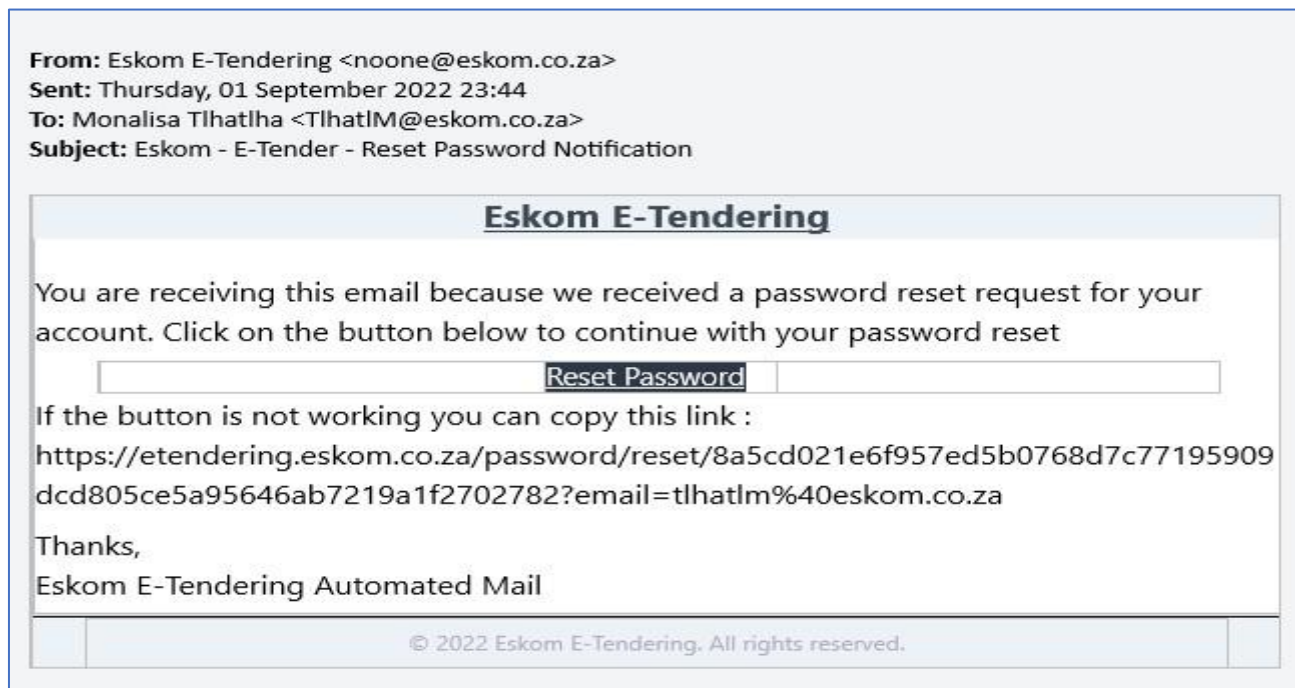 From: Eskom E-Tendering <noone@eskom.co.za>
Sent: Thursday, 01 September 2022 23:44
To: Monalisa Tlhatlha <TlhatlM@eskom.co.za>
Subject: Eskom - E-Tender - Reset Password Notification
Eskom E-Tendering
You are receiving this email because we received a password reset request for your
account. Click on the button below to continue with your password reset
Reset Password
If the button is not working you can copy this link :
https://etendering.eskom.co.za/password/reset/8a5cd021e6f957ed5b0768d7c77195909
dcd805ce5a95646ab7219a1f2702782?email=tlhatlm%40eskom.co.za
Thanks,
Eskom E-Tendering Automated Mail
© 2022 Eskom E-Tendering. All rights reserved.